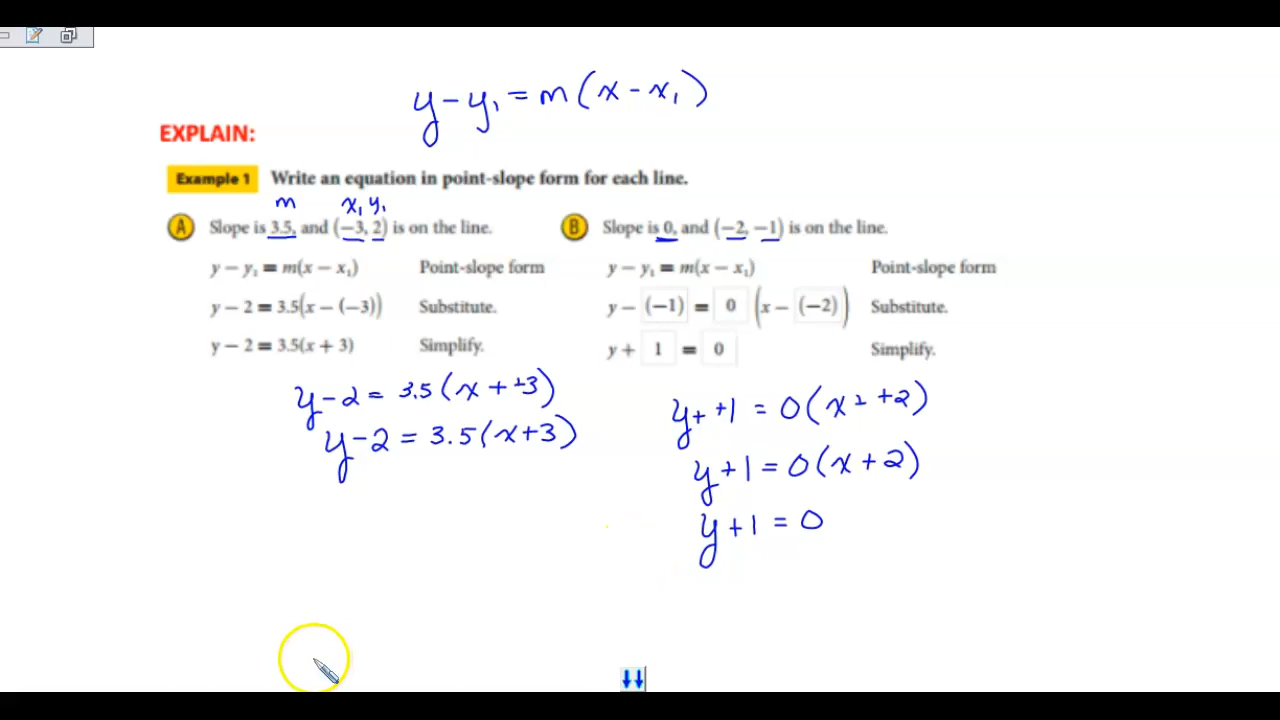 y - y₁ = m(x - x₁)
EXPLAIN:
Example 1 Write an equation in point-slope form for each line.
m x₁ y₁
A Slope is 3.5, and (−3, 2) is on the line.
y − y₁ = m(x − x₁) Point-slope form
y − 2 = 3.5(x − (−3)) Substitute.
y − 2 = 3.5(x + 3) Simplify.
y - 2 = 3.5(x + +3)
y - 2 = 3.5(x + 3)
B Slope is 0, and (−2, −1) is on the line.
y − y₁ = m(x − x₁) Point-slope form
y − (−1) = 0 (x − (−2)) Substitute.
y + 1 = 0 Simplify.
y + +1 = 0(x + +2)
y + 1 = 0(x + 2)
y + 1 = 0